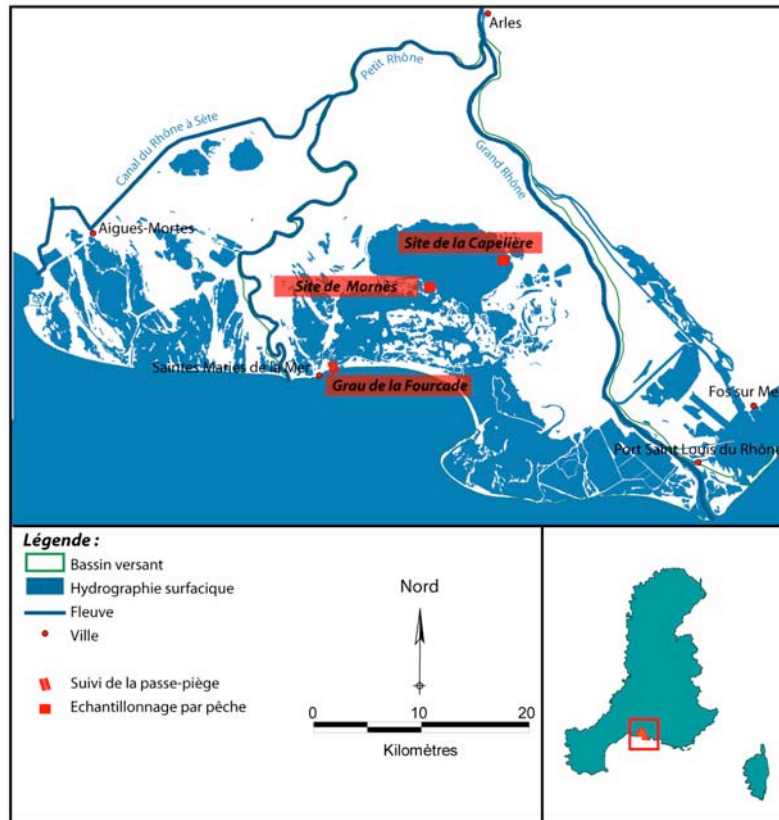 Arles
Petit Rhône
Canal du Rhône à Sète
Grand Rhône
Aigues-Mortes
Site de la Capelière
Site de Mornès
Saintes Maries de la Mer
Grau de la Fourcade
Fos sur Me
Port Saint Louis du Rhône
Légende :
Bassin versant
Hydrographie surfacique
Fleuve
Ville
Suivi de la passe-piège
Echantillonnage par pêche
Nord
0 10 20
Kilomètres